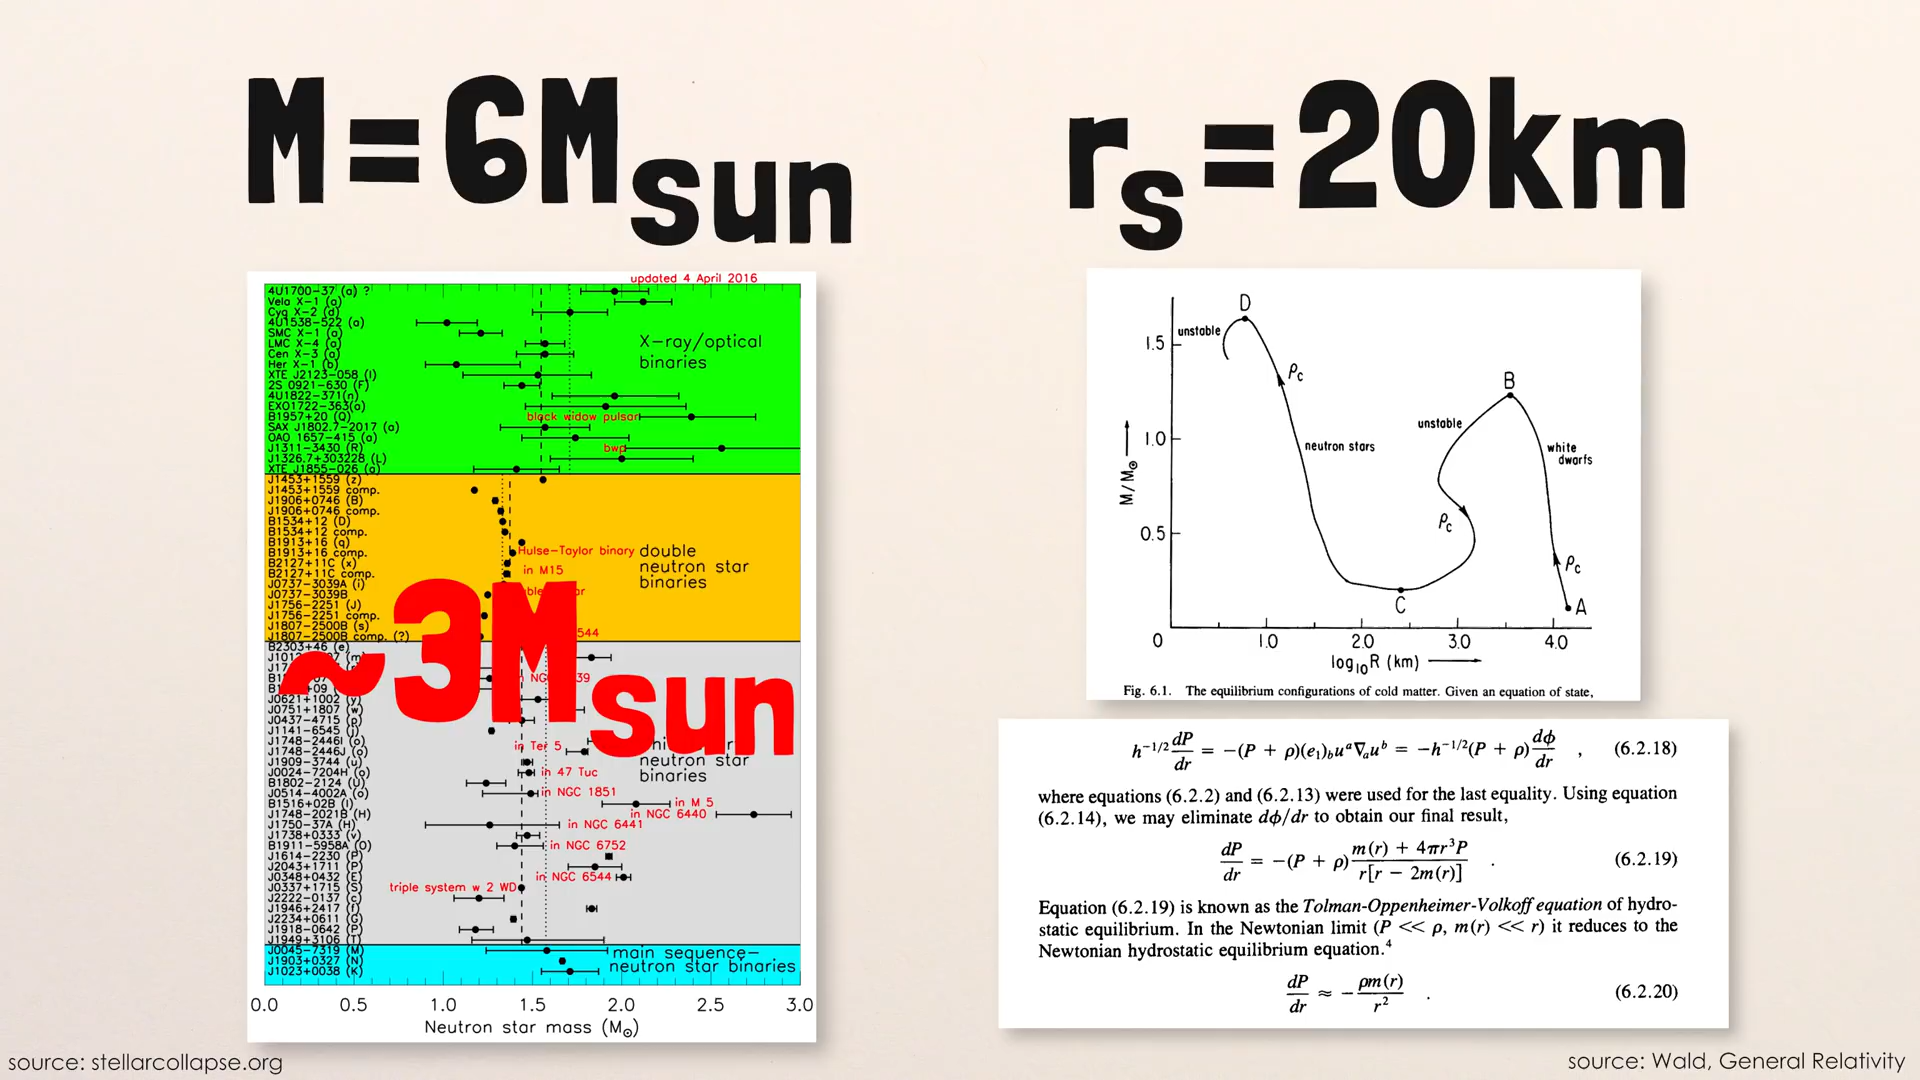 M=6Msun
rs=20km
updated 4 April 2016
4U1700-37 (a) ?
Vela X-1 (a)
Cyg X-2 (d)
4U1538-522 (a)
SMC X-1 (a)
LMC X-4 (a)
Cen X-3 (a)
Her X-1 (b)
XTE J2123-058 (l)
2S 0921-630 (F)
4U1822-371(n)
EXO1722-363(a)
B1957+20 (Q)
black widow pulsar
SAX J1802.7-2017 (a)
OAO 1657-415 (a)
J1311-3430 (R)
bwp
J1326.7+303228 (L)
XTE J1855-026 (a)
X-ray/optical
binaries
J1453+1559 (z)
J1453+1559 comp.
J1906+0746 (B)
J1906+0746 comp.
B1534+12 (D)
B1534+12 comp.
B1913+16 (q)
B1913+16 comp.
Hulse-Taylor binary
B2127+11C (x)
B2127+11C comp.
in M15
J0737-3039A (i)
J0737-3039B
J1756-2251 (J)
J1756-2251 comp.
J1807-2500B (s)
J1807-2500B comp. (?)
double
neutron star
binaries
~3Msun
B2303+46 (e)
J0621+1002 (y)
J0751+1807 (w)
J0437-4715 (p)
J1141-6545 (j)
J1748-2446I (o)
J1748-2446J (o)
in Ter 5
J1909-3744 (u)
J0024-7204H (o)
in 47 Tuc
B1802-2124 (U)
J0514-4002A (o)
in NGC 1851
B1516+02B (l)
in M 5
J1748-2021B (H)
in NGC 6440
J1750-37A (H)
in NGC 6441
J1738+0333 (v)
B1911-5958A (O)
in NGC 6752
J1614-2230 (P)
J2043+1711 (P)
J0348+0432 (E)
in NGC 6544
J0337+1715 (S)
triple system w 2 WD
J2222-0137 (c)
J1946+2417 (f)
J2234+0611 (G)
J1918-0642 (P)
J1949+3106 (T)
neutron star
binaries
J0045-7319 (M)
J1903+0327 (N)
J1023+0038 (K)
main sequence-
neutron star binaries
0.0 0.5 1.0 1.5 2.0 2.5 3.0
Neutron star mass (M☉)
source: stellarcollapse.org
D
unstable
1.5
ρc
B
unstable
1.0
neutron stars
white
dwarfs
M/M☉
ρc
0.5
ρc
C
A
0 1.0 2.0 3.0 4.0
log10R (km)
Fig. 6.1. The equilibrium configurations of cold matter. Given an equation of state,
h^-1/2 dP/dr = -(P + ρ)(e1)b u^a ∇a u^b = -h^-1/2(P + ρ) dϕ/dr , (6.2.18)
where equations (6.2.2) and (6.2.13) were used for the last equality. Using equation
(6.2.14), we may eliminate dϕ/dr to obtain our final result,
dP/dr = -(P + ρ) m(r) + 4πr³P / r[r - 2m(r)] . (6.2.19)
Equation (6.2.19) is known as the Tolman-Oppenheimer-Volkoff equation of hydro-
static equilibrium. In the Newtonian limit (P << ρ, m(r) << r) it reduces to the
Newtonian hydrostatic equilibrium equation.⁴
dP/dr ≈ - ρm(r)/r² . (6.2.20)
source: Wald, General Relativity